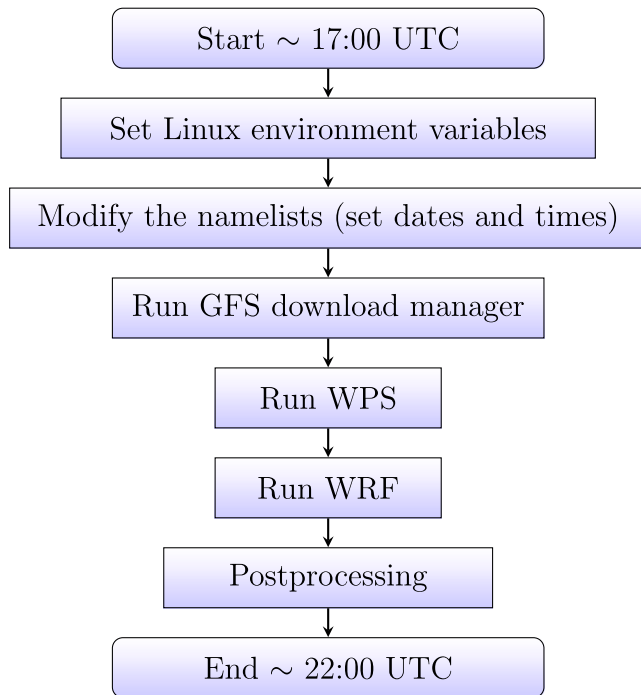 Start ∼ 17:00 UTC
Set Linux environment variables
Modify the namelists (set dates and times)
Run GFS download manager
Run WPS
Run WRF
Postprocessing
End ∼ 22:00 UTC